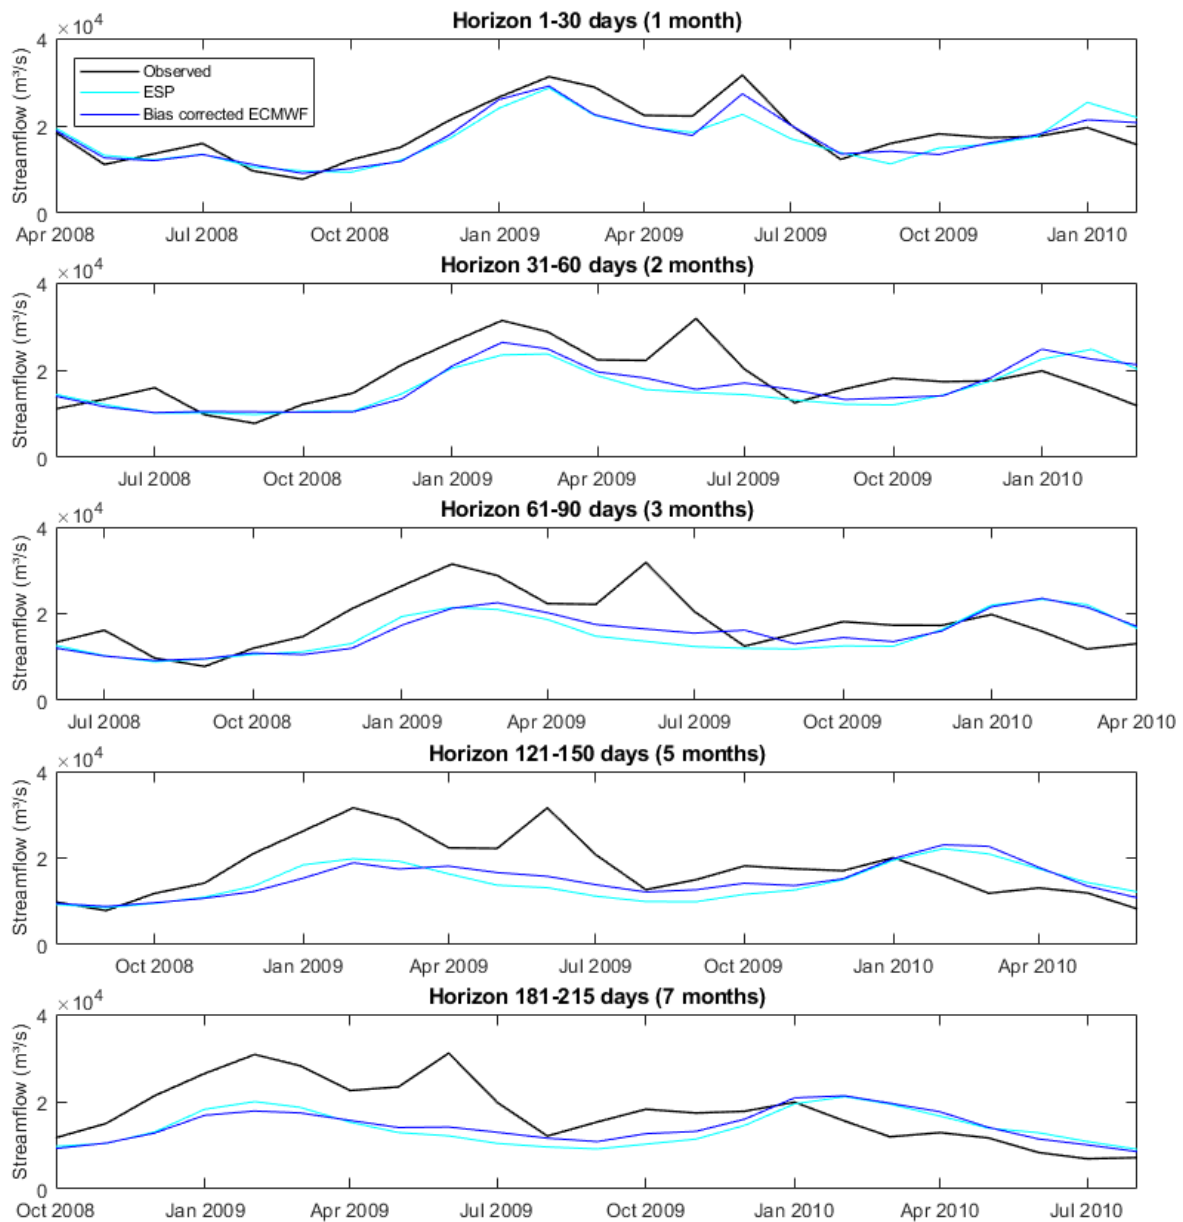 Horizon 1-30 days (1 month)
×10⁴
4
2
0
Streamflow (m³/s)
Observed
ESP
Bias corrected ECMWF
Apr 2008 Jul 2008 Oct 2008 Jan 2009 Apr 2009 Jul 2009 Oct 2009 Jan 2010
Horizon 31-60 days (2 months)
×10⁴
4
2
0
Streamflow (m³/s)
Jul 2008 Oct 2008 Jan 2009 Apr 2009 Jul 2009 Oct 2009 Jan 2010
Horizon 61-90 days (3 months)
×10⁴
4
2
0
Streamflow (m³/s)
Jul 2008 Oct 2008 Jan 2009 Apr 2009 Jul 2009 Oct 2009 Jan 2010 Apr 2010
Horizon 121-150 days (5 months)
×10⁴
4
2
0
Streamflow (m³/s)
Oct 2008 Jan 2009 Apr 2009 Jul 2009 Oct 2009 Jan 2010 Apr 2010
Horizon 181-215 days (7 months)
×10⁴
4
2
0
Streamflow (m³/s)
Oct 2008 Jan 2009 Apr 2009 Jul 2009 Oct 2009 Jan 2010 Apr 2010 Jul 2010